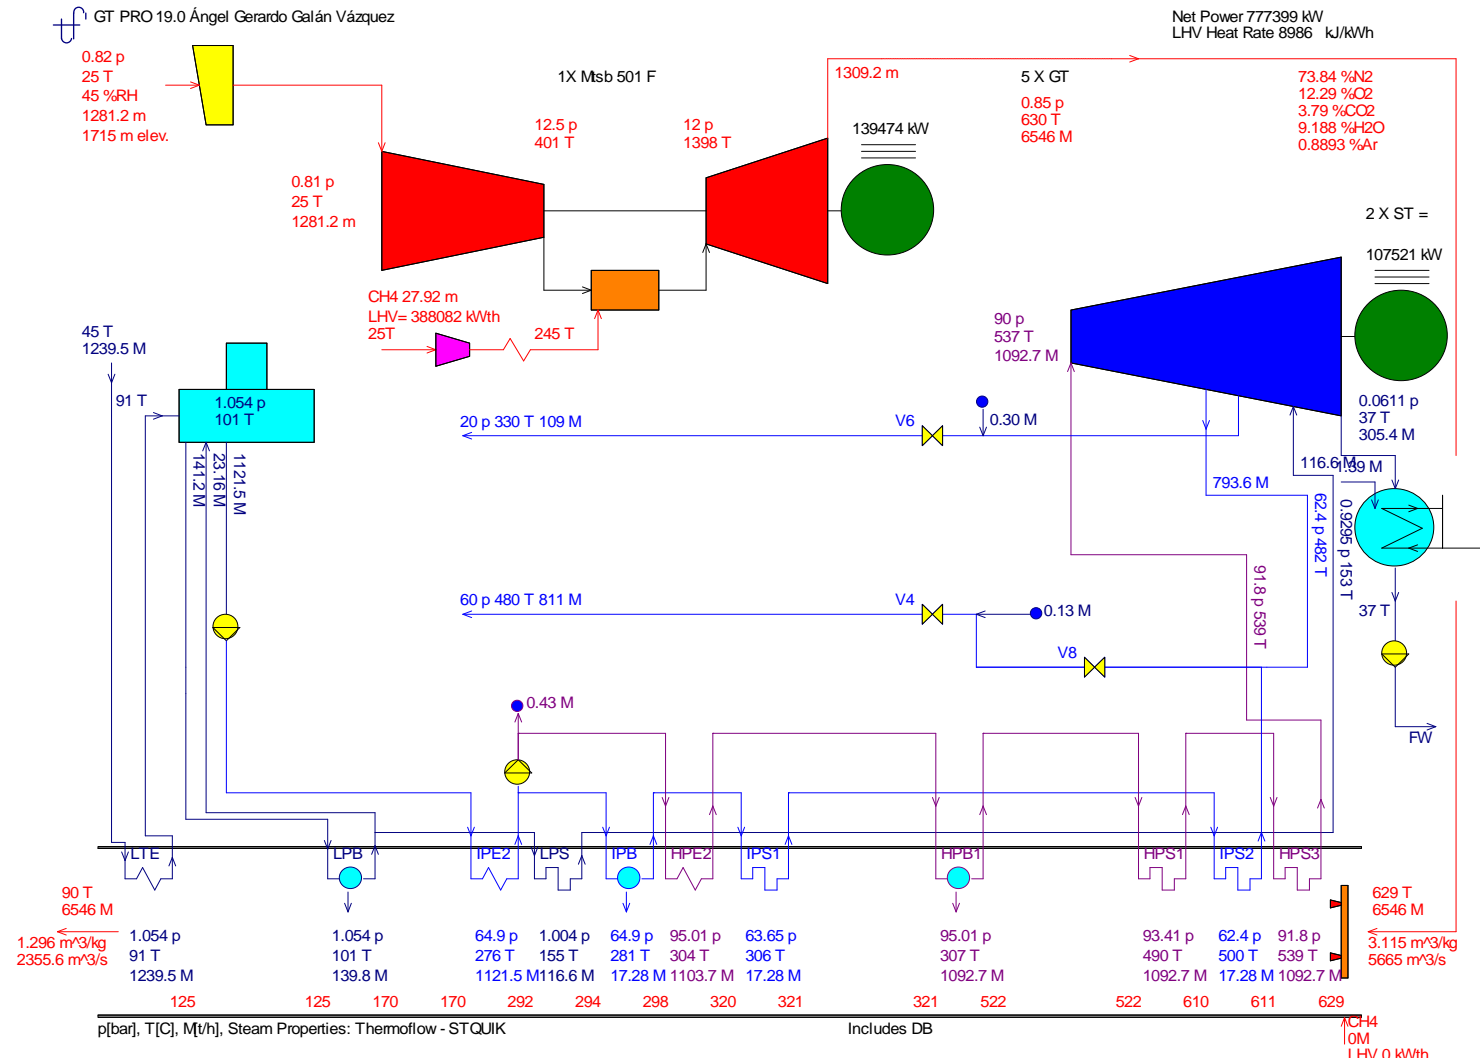 GT PRO 19.0 Ángel Gerardo Galán Vázquez
Net Power 777399 kW
LHV Heat Rate 8986 kJ/kWh
0.82 p
25 T
45 %RH
1281.2 m
1715 m elev.
1X Mtsb 501 F
1309.2 m
5 X GT
0.85 p
630 T
6546 M
73.84 %N2
12.29 %O2
3.79 %CO2
9.188 %H2O
0.8893 %Ar
12.5 p
401 T
12 p
1398 T
139474 kW
0.81 p
25 T
1281.2 m
2 X ST =
107521 kW
CH4 27.92 m
LHV= 388082 kWth
25T
245 T
90 p
537 T
1092.7 M
45 T
1239.5 M
91 T
1.054 p
101 T
0.0611 p
37 T
305.4 M
20 p 330 T 109 M
V6
0.30 M
141.2 M
23.16 M
1121.5 M
116.6 M
1.39 M
793.6 M
62.4 p 482 T
0.9295 p 153 T
91.8 p 539 T
60 p 480 T 811 M
V4
0.13 M
37 T
V8
0.43 M
FW
LTE
LPB
IPE2
LPS
IPB
HPE2
IPS1
HPB1
HPS1
IPS2
HPS3
90 T
6546 M
1.296 m^3/kg
2355.6 m^3/s
1.054 p
91 T
1239.5 M
1.054 p
101 T
139.8 M
64.9 p
276 T
1121.5 M
1.004 p
155 T
116.6 M
64.9 p
281 T
17.28 M
95.01 p
304 T
1103.7 M
63.65 p
306 T
17.28 M
95.01 p
307 T
1092.7 M
93.41 p
490 T
1092.7 M
62.4 p
500 T
17.28 M
91.8 p
539 T
1092.7 M
629 T
6546 M
3.115 m^3/kg
5665 m^3/s
125 125 170 170 292 294 298 320 321 321 522 522 610 611 629
p[bar], T[C], M[t/h], Steam Properties: Thermoflow - STQUIK
Includes DB
CH4
0M
LHV 0 kWth